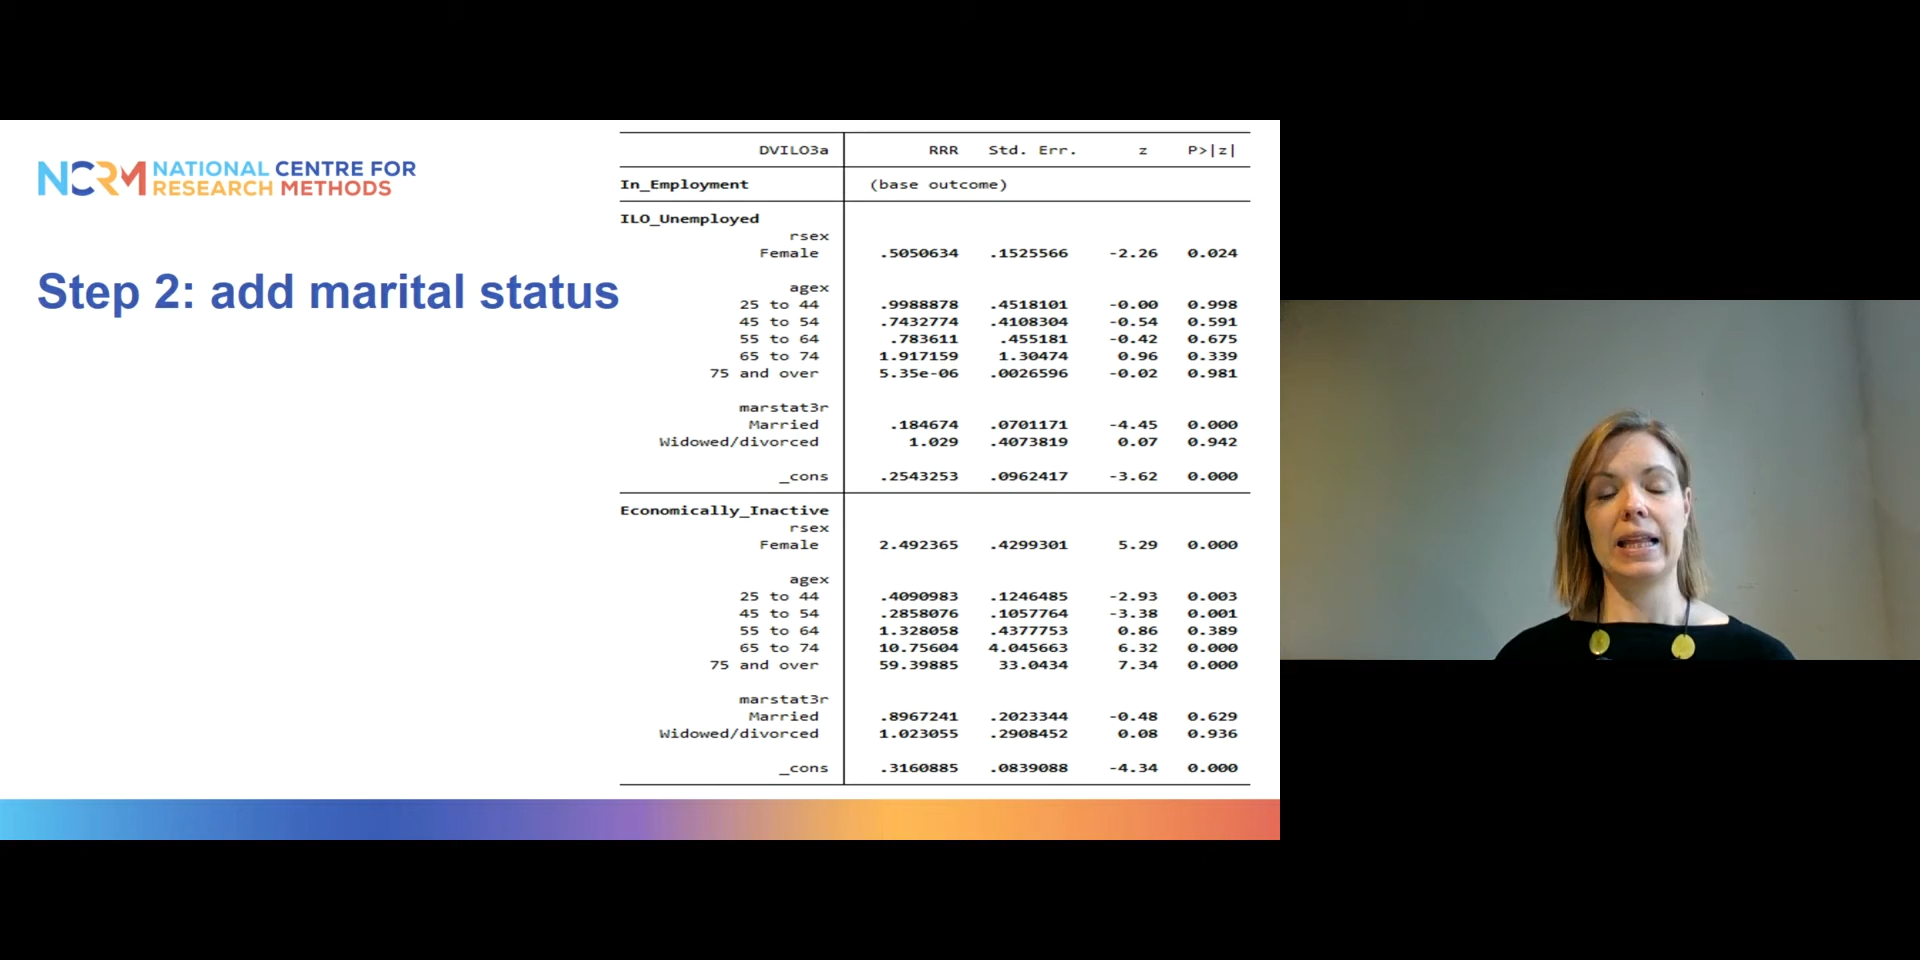 NCRM NATIONAL CENTRE FOR RESEARCH METHODS
Step 2: add marital status
DVILO3a RRR Std. Err. z P>|z|
In_Employment (base outcome)
ILO_Unemployed
rsex
Female .5050634 .1525566 -2.26 0.024
agex
25 to 44 .9988878 .4518101 -0.00 0.998
45 to 54 .7432774 .4108304 -0.54 0.591
55 to 64 .783611 .455181 -0.42 0.675
65 to 74 1.917159 1.30474 0.96 0.339
75 and over 5.35e-06 .0026596 -0.02 0.981
marstat3r
Married .184674 .0701171 -4.45 0.000
Widowed/divorced 1.029 .4073819 0.07 0.942
_cons .2543253 .0962417 -3.62 0.000
Economically_Inactive
rsex
Female 2.492365 .4299301 5.29 0.000
agex
25 to 44 .4090983 .1246485 -2.93 0.003
45 to 54 .2858076 .1057764 -3.38 0.001
55 to 64 1.328058 .4377753 0.86 0.389
65 to 74 10.75604 4.045663 6.32 0.000
75 and over 59.39885 33.0434 7.34 0.000
marstat3r
Married .8967241 .2023344 -0.48 0.629
Widowed/divorced 1.023055 .2908452 0.08 0.936
_cons .3160885 .0839088 -4.34 0.000